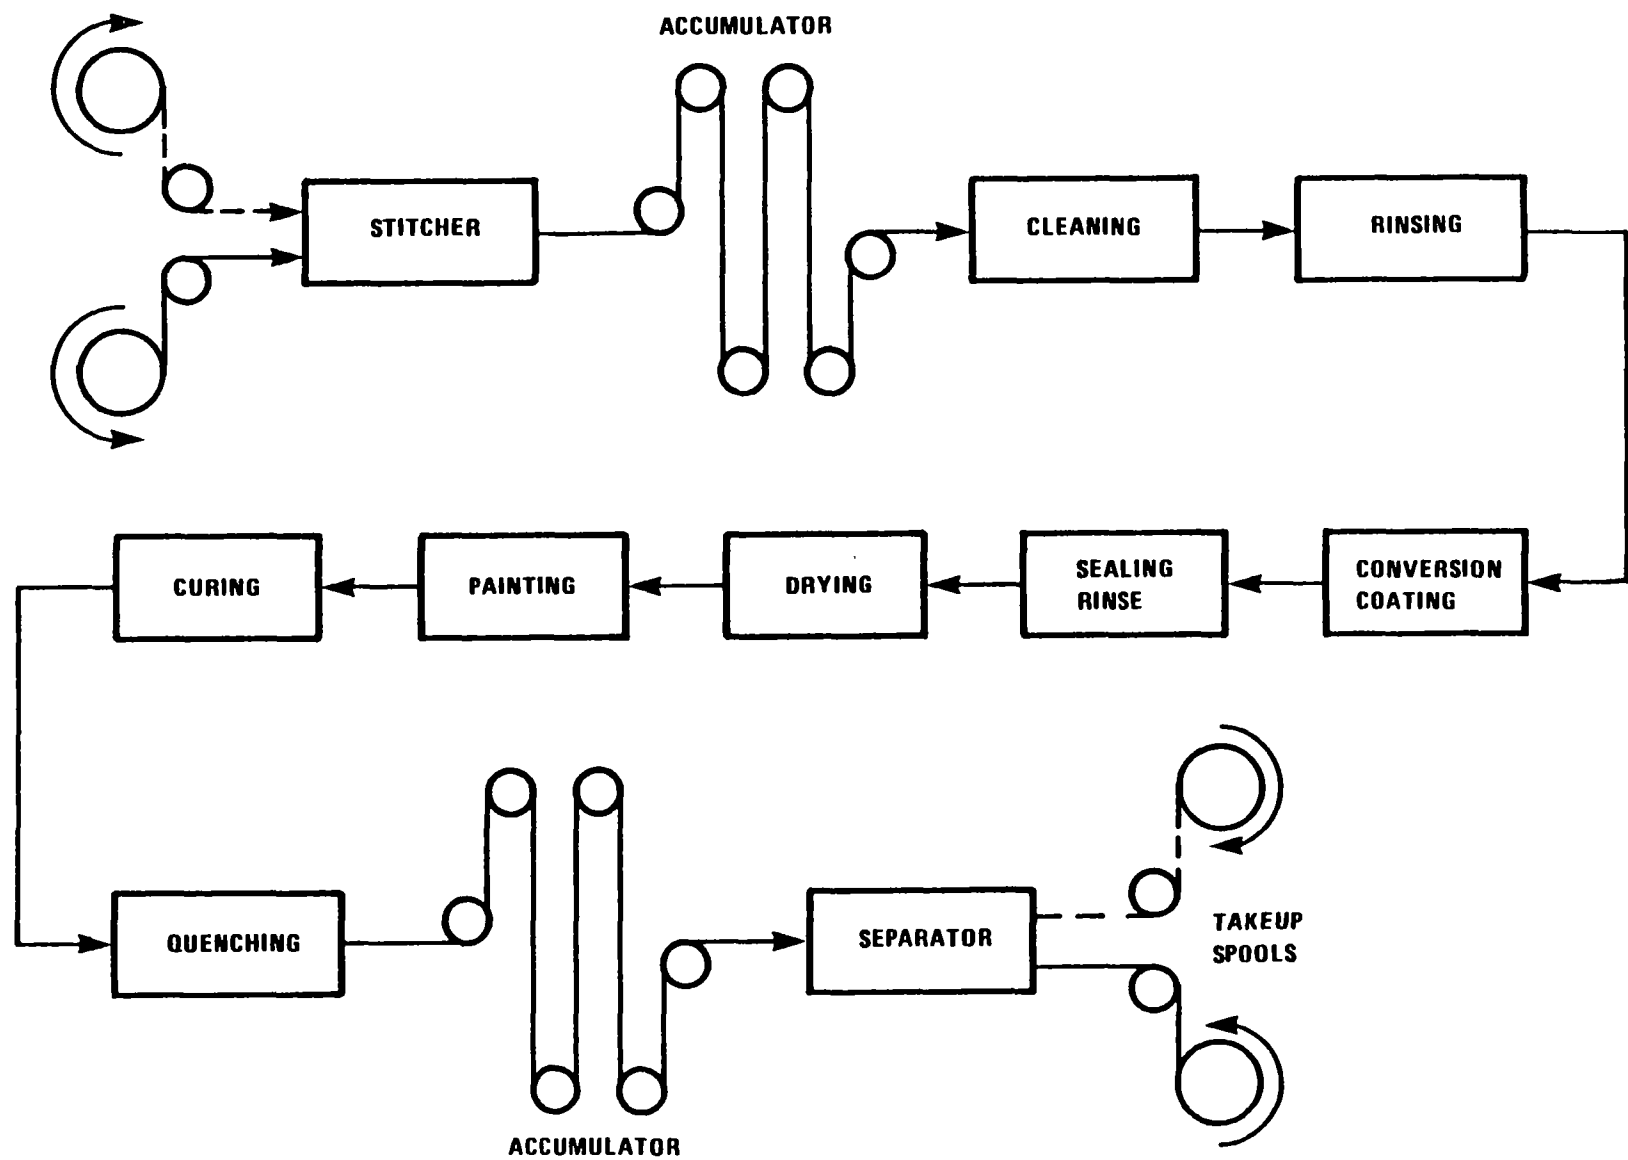 ACCUMULATOR
STITCHER
CLEANING
RINSING
CURING
PAINTING
DRYING
SEALING
RINSE
CONVERSION
COATING
QUENCHING
SEPARATOR
TAKEUP
SPOOLS
ACCUMULATOR